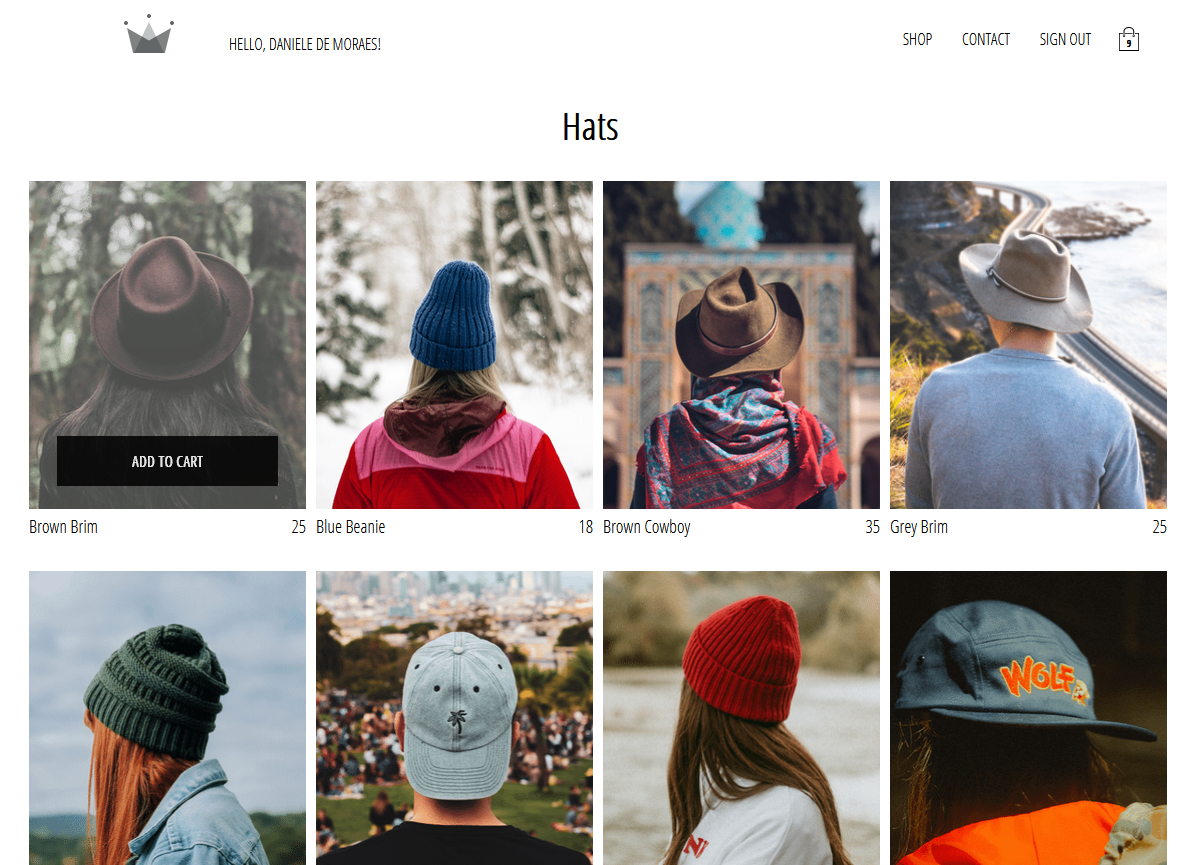 HELLO, DANIELE DE MORAES!
SHOP
CONTACT
SIGN OUT
9
Hats
ADD TO CART
Brown Brim 25
Blue Beanie 18
Brown Cowboy 35
Grey Brim 25
WOLF
N